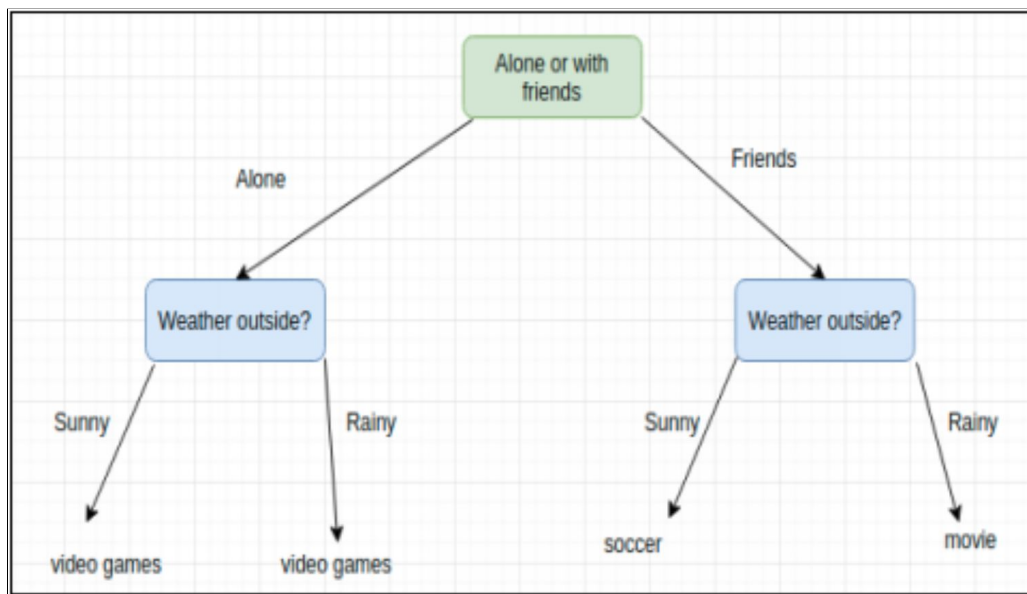 Alone or with
friends
Alone
Friends
Weather outside?
Weather outside?
Sunny
Rainy
Sunny
Rainy
video games
video games
soccer
movie